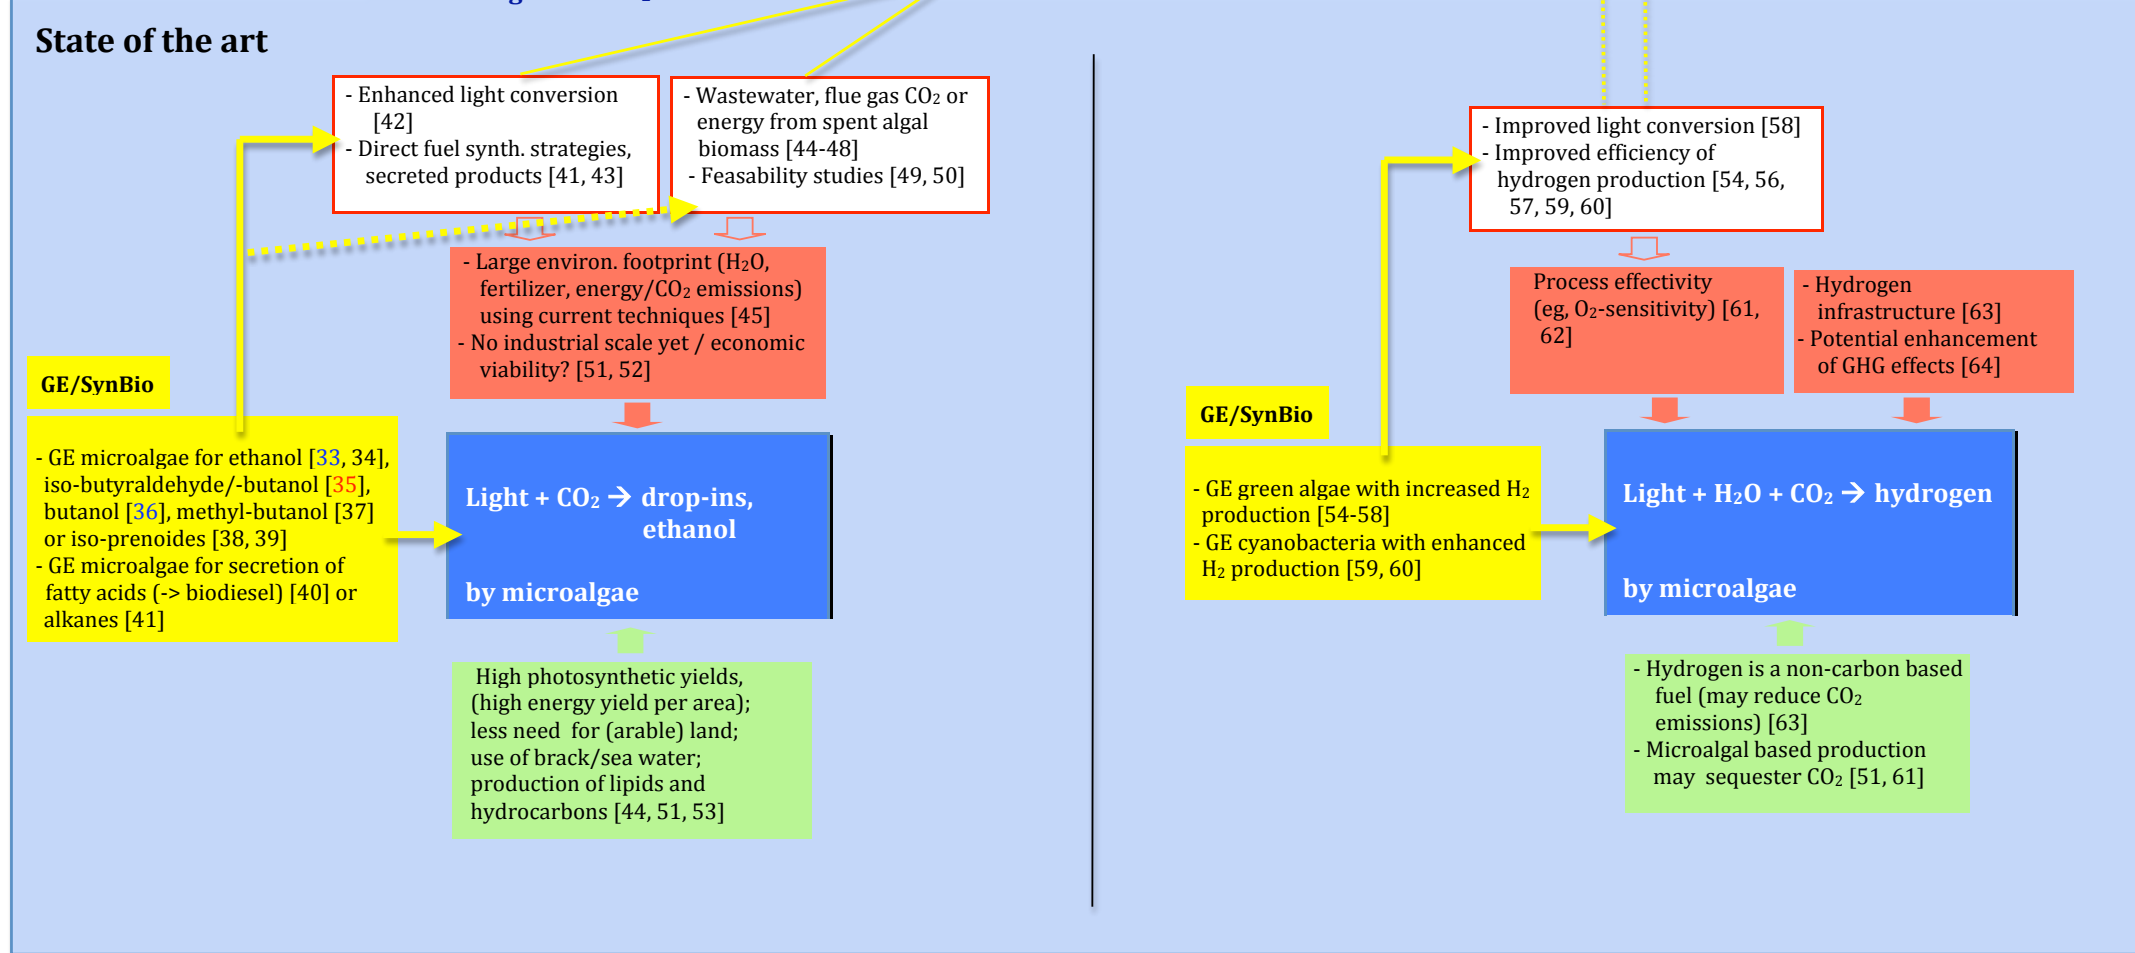 State of the art
- Enhanced light conversion
[42]
- Direct fuel synth. strategies,
secreted products [41, 43]
- Wastewater, flue gas CO₂ or
energy from spent algal
biomass [44-48]
- Feasability studies [49, 50]
- Large environ. footprint (H₂O,
fertilizer, energy/CO₂ emissions)
using current techniques [45]
- No industrial scale yet / economic
viability? [51, 52]
GE/SynBio
- GE microalgae for ethanol [33, 34],
iso-butyraldehyde/-butanol [35],
butanol [36], methyl-butanol [37]
or iso-prenoides [38, 39]
- GE microalgae for secretion of
fatty acids (-> biodiesel) [40] or
alkanes [41]
Light + CO₂ → drop-ins,
ethanol
by microalgae
High photosynthetic yields,
(high energy yield per area);
less need for (arable) land;
use of brack/sea water;
production of lipids and
hydrocarbons [44, 51, 53]
- Improved light conversion [58]
- Improved efficiency of
hydrogen production [54, 56,
57, 59, 60]
Process effectivity
(eg, O₂-sensitivity) [61,
62]
- Hydrogen
infrastructure [63]
- Potential enhancement
of GHG effects [64]
GE/SynBio
- GE green algae with increased H₂
production [54-58]
- GE cyanobacteria with enhanced
H₂ production [59, 60]
Light + H₂O + CO₂ → hydrogen
by microalgae
- Hydrogen is a non-carbon based
fuel (may reduce CO₂
emissions) [63]
- Microalgal based production
may sequester CO₂ [51, 61]